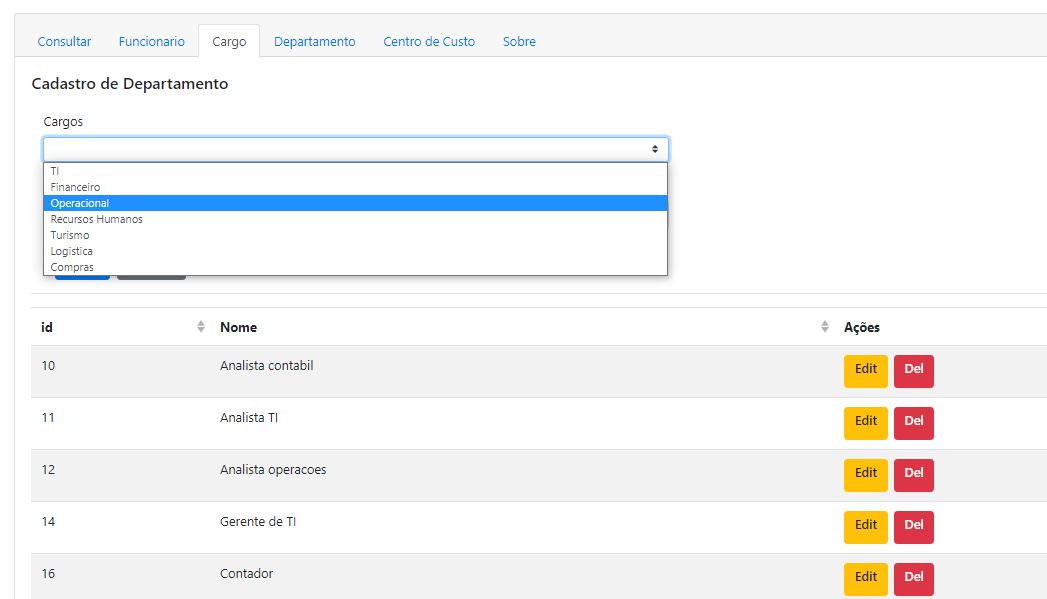 Consultar Funcionario Cargo Departamento Centro de Custo Sobre
Cadastro de Departamento
Cargos
TI
Financeiro
Operacional
Recursos Humanos
Turismo
Logistica
Compras
id Nome Ações
10 Analista contabil Edit Del
11 Analista TI Edit Del
12 Analista operacoes Edit Del
14 Gerente de TI Edit Del
16 Contador Edit Del